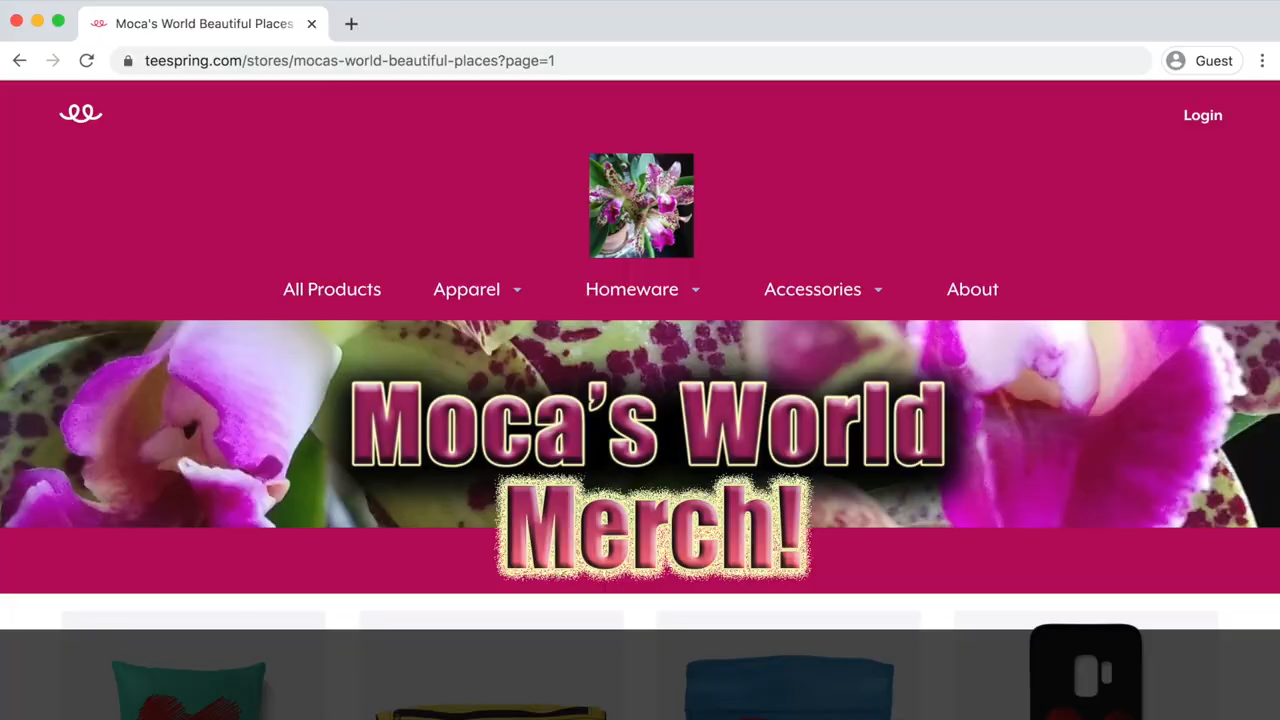 Moca's World Beautiful Places
teespring.com/stores/mocas-world-beautiful-places?page=1
Guest
Login
All Products
Apparel
Homeware
Accessories
About
Moca's World
Merch!